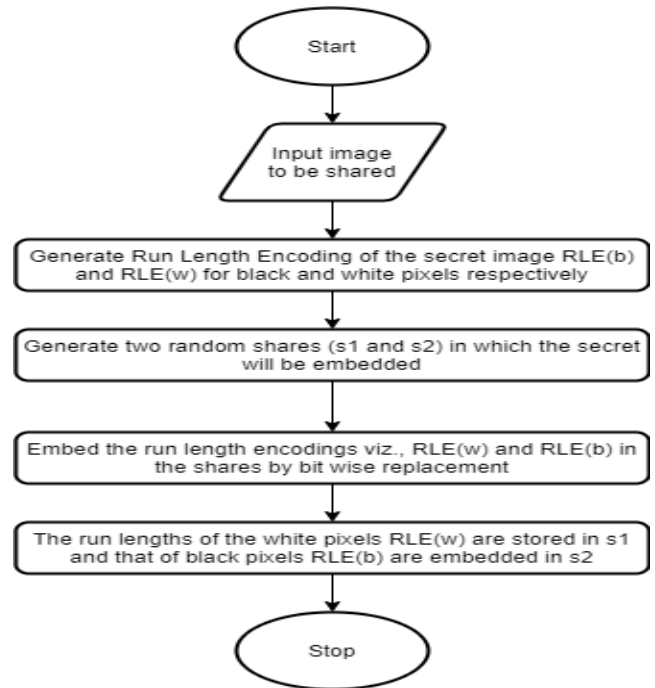 Start
Input image
to be shared
Generate Run Length Encoding of the secret image RLE(b)
and RLE(w) for black and white pixels respectively
Generate two random shares (s1 and s2) in which the secret
will be embedded
Embed the run length encodings viz., RLE(w) and RLE(b) in
the shares by bit wise replacement
The run lengths of the white pixels RLE(w) are stored in s1
and that of black pixels RLE(b) are embedded in s2
Stop